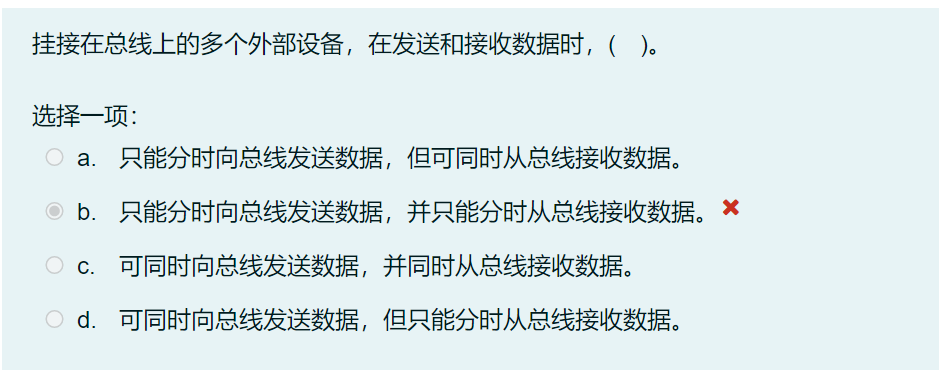 挂接在总线上的多个外部设备，在发送和接收数据时，(    )。
选择一项：
a. 只能分时向总线发送数据，但可同时从总线接收数据。
b. 只能分时向总线发送数据，并只能分时从总线接收数据。
c. 可同时向总线发送数据，并同时从总线接收数据。
d. 可同时向总线发送数据，但只能分时从总线接收数据。